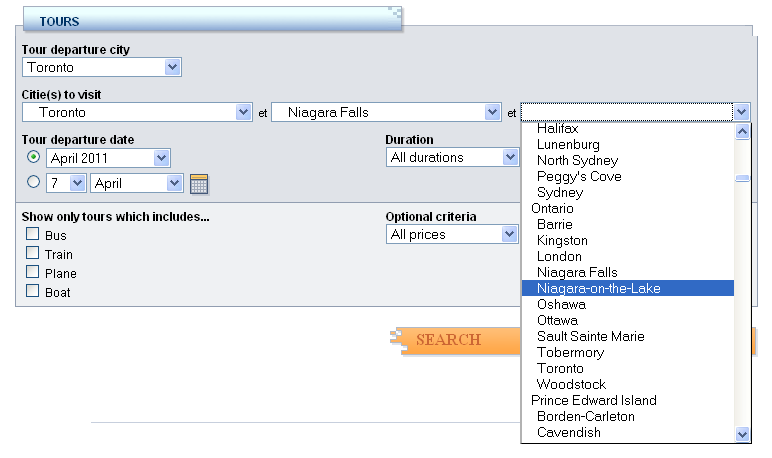 TOURS
Tour departure city
Toronto
Citie(s) to visit
Toronto et Niagara Falls et
Tour departure date
April 2011
7 April
Duration
All durations
Show only tours which includes...
Bus
Train
Plane
Boat
Optional criteria
All prices
Halifax
Lunenburg
North Sydney
Peggy's Cove
Sydney
Ontario
Barrie
Kingston
London
Niagara Falls
Niagara-on-the-Lake
Oshawa
Ottawa
Sault Sainte Marie
Tobermory
Toronto
Woodstock
Prince Edward Island
Borden-Carleton
Cavendish
SEARCH